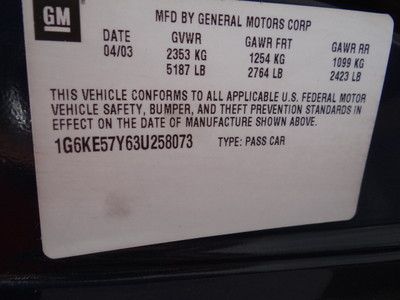 GM
MFD BY GENERAL MOTORS CORP
DATE GVWR GAWR FRT GAWR RR
04/03 2353 KG 1254 KG 1099 KG
5187 LB 2764 LB 2423 LB
THIS VEHICLE CONFORMS TO ALL APPLICABLE U.S. FEDERAL MOTOR
VEHICLE SAFETY, BUMPER, AND THEFT PREVENTION STANDARDS IN
EFFECT ON THE DATE OF MANUFACTURE SHOWN ABOVE.
1G6KE57Y63U258073 TYPE: PASS CAR